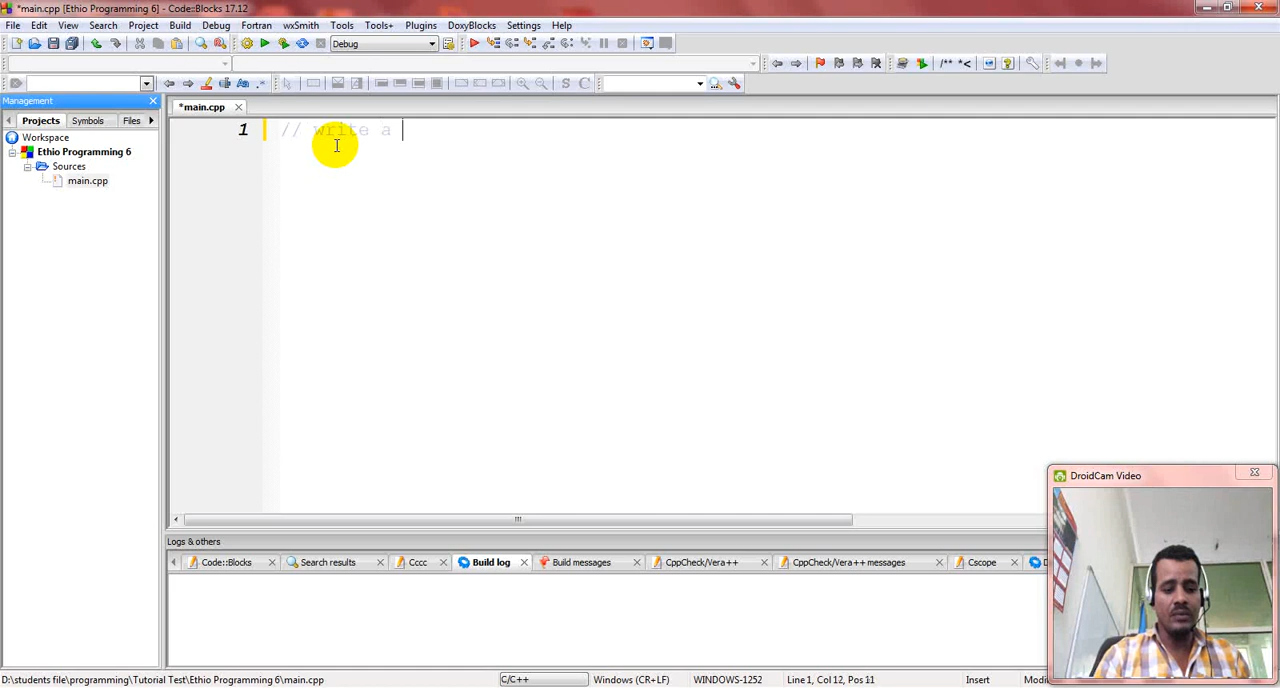 *main.cpp [Ethio Programming 6] - Code::Blocks 17.12
File Edit View Search Project Build Debug Fortran wxSmith Tools Tools+ Plugins DoxyBlocks Settings Help
Debug
/** *<
Aa .* S C
Management
*main.cpp
Projects Symbols Files
Workspace
Ethio Programming 6
Sources
main.cpp
1 // write a
DroidCam Video
Logs & others
Code::Blocks Search results Cccc Build log Build messages CppCheck/Vera++ CppCheck/Vera++ messages Cscope
D:\students file\programming\Tutorial Test\Ethio Programming 6\main.cpp C/C++ Windows (CR+LF) WINDOWS-1252 Line 1, Col 12, Pos 11 Insert